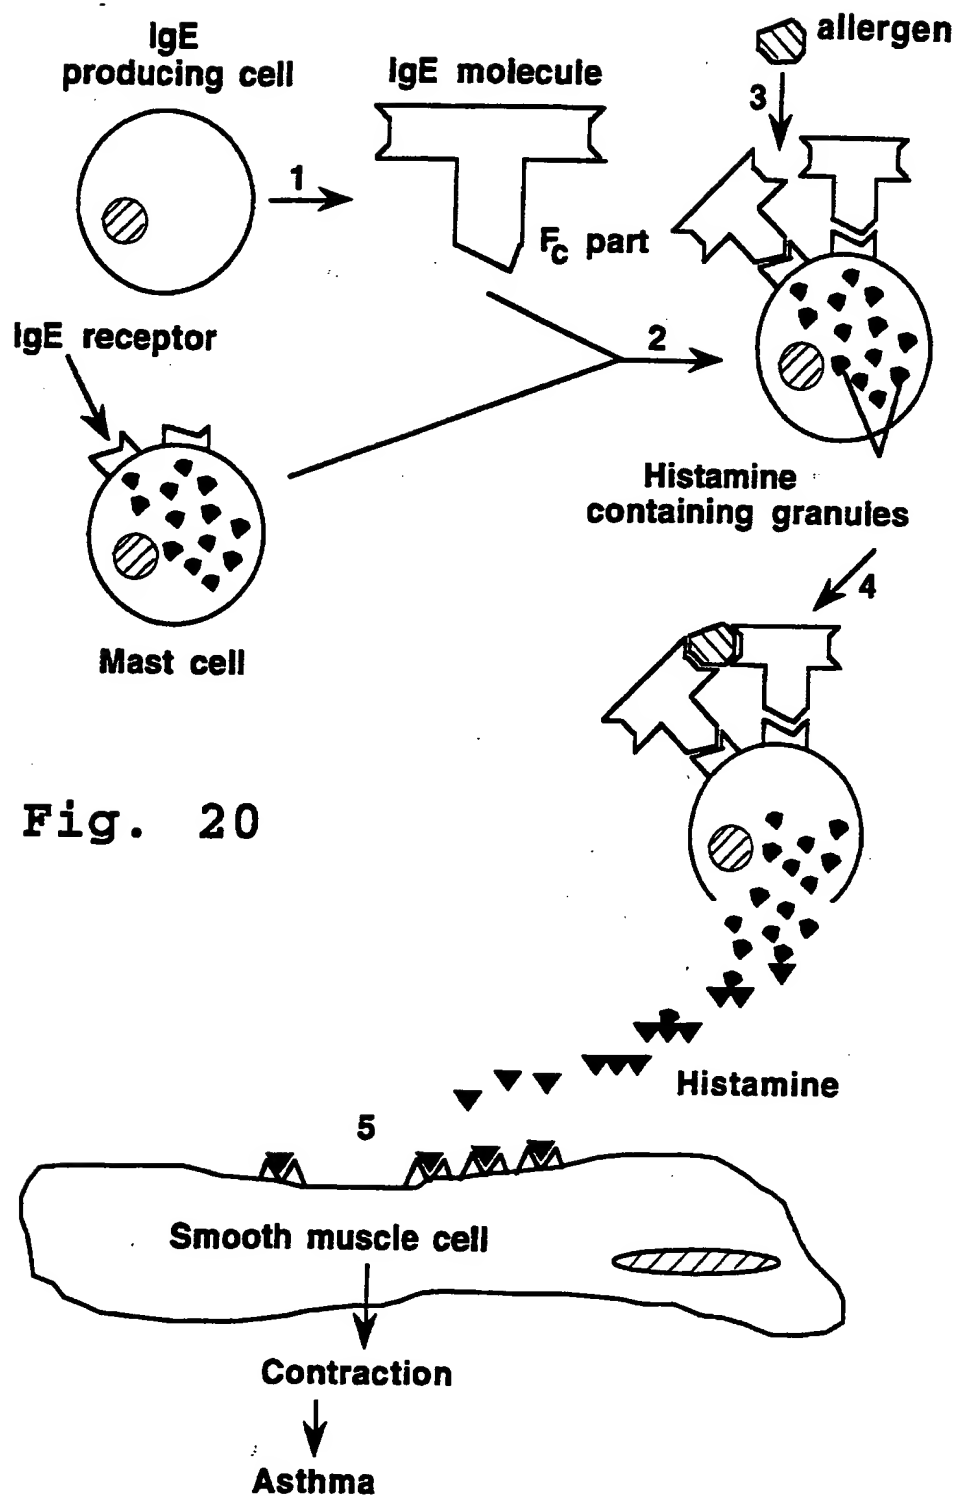 IgE
producing cell
IgE molecule
allergen
3
1
Fc part
IgE receptor
2
Histamine
containing granules
4
Mast cell
Fig. 20
Histamine
5
Smooth muscle cell
Contraction
Asthma